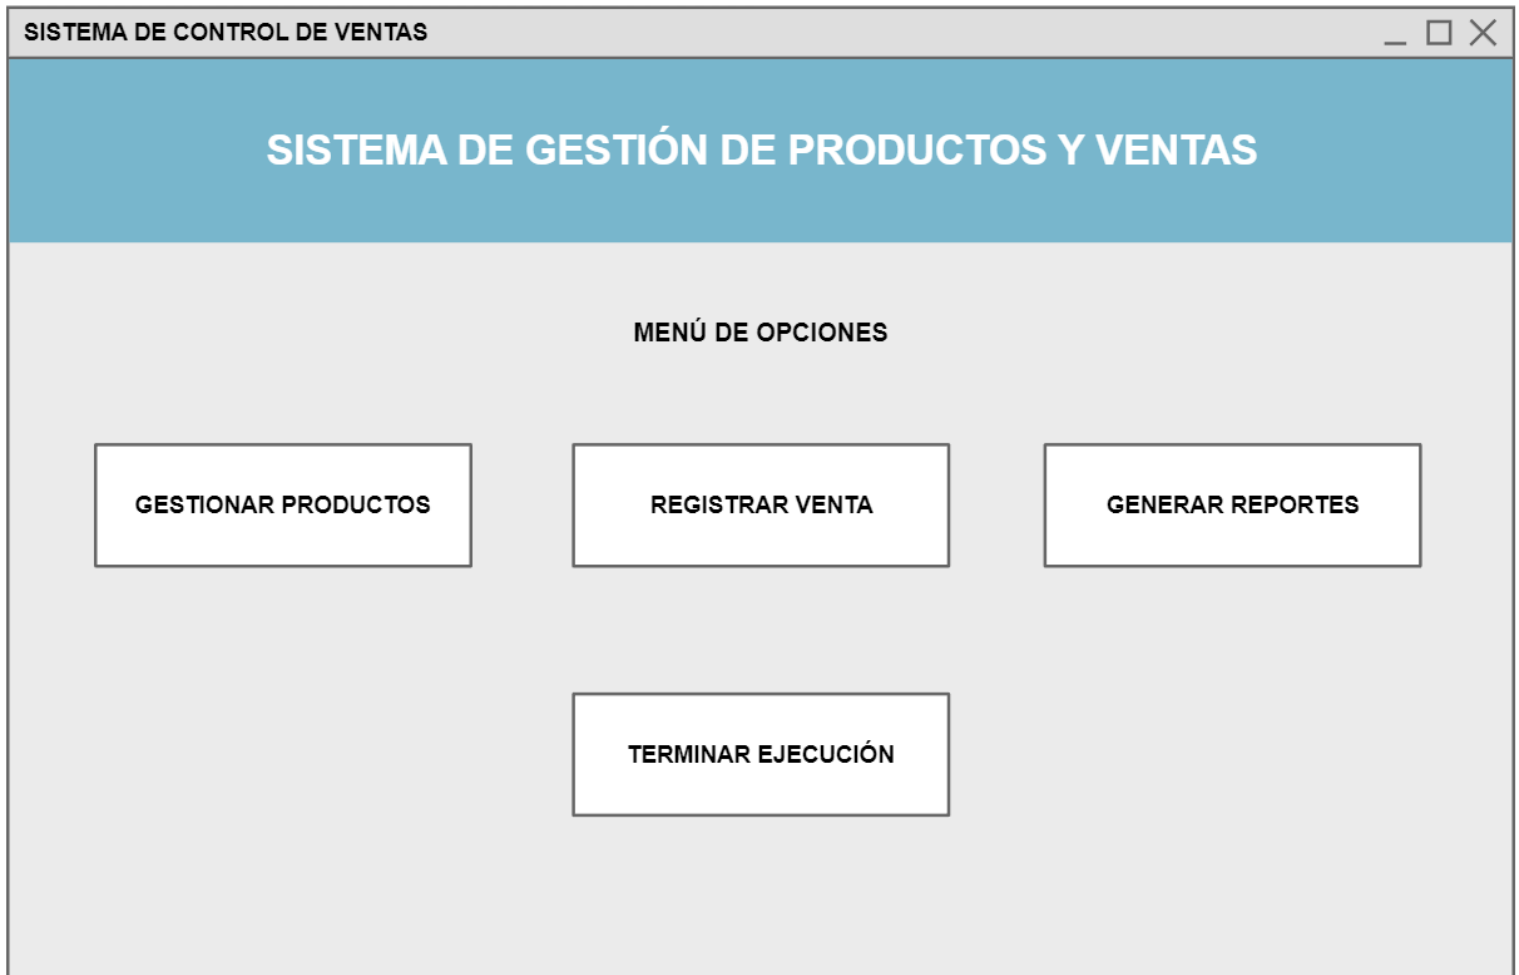 SISTEMA DE CONTROL DE VENTAS
SISTEMA DE GESTIÓN DE PRODUCTOS Y VENTAS
MENÚ DE OPCIONES
GESTIONAR PRODUCTOS
REGISTRAR VENTA
GENERAR REPORTES
TERMINAR EJECUCIÓN